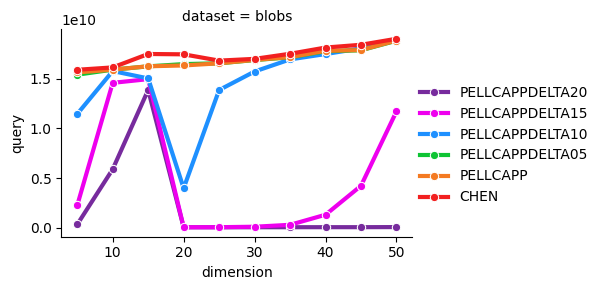 dataset = blobs
1e10
1.5
1.0
0.5
0.0
query
10
20
30
40
50
dimension
PELLCAPPDELTA20
PELLCAPPDELTA15
PELLCAPPDELTA10
PELLCAPPDELTA05
PELLCAPP
CHEN